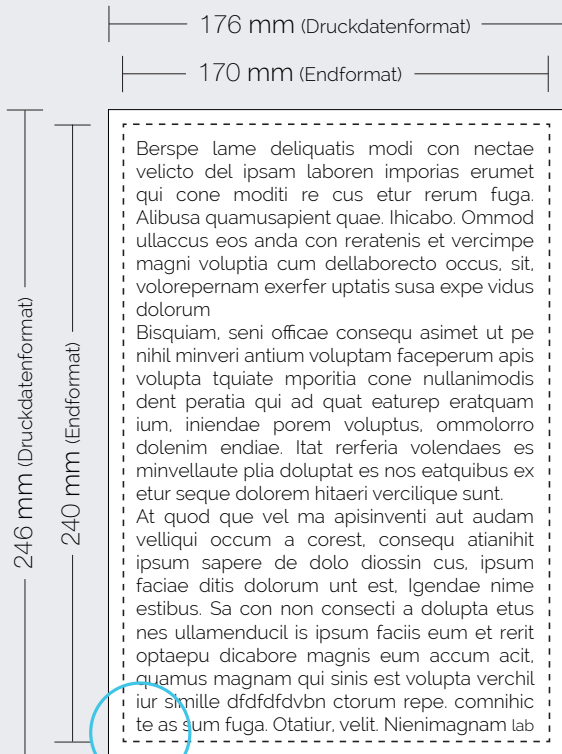 176 mm (Druckdatenformat)
170 mm (Endformat)
246 mm (Druckdatenformat)
240 mm (Endformat)
Berspe lame deliquatis modi con nectae
velicto del ipsam laboren imporias erumet
qui cone moditi re cus etur rerum fuga.
Alibusa quamusapient quae. Ihicabo. Ommod
ullaccus eos anda con reratenis et vercimpe
magni voluptia cum dellaborecto occus, sit,
volorepernam exerfer uptatis susa expe vidus
dolorum
Bisquiam, seni officae consequ asimet ut pe
nihil minveri antium voluptam faceperum apis
volupta tquiate mporitia cone nullanimodis
dent peratia qui ad quat eaturep eratquam
ium, iniendae porem voluptus, ommolorro
dolenim endiae. Itat rerferia volendaes es
minvellaute plia doluptat es nos eatquibus ex
etur seque dolorem hitaeri vercilique sunt.
At quod que vel ma apisinventi aut audam
velliqui occum a corest, consequ atianihit
ipsum sapere de dolo diossin cus, ipsum
faciae ditis dolorum unt est, Igendae nime
estibus. Sa con non consecti a dolupta etus
nes ullamenducil is ipsum faciis eum et rerit
optaepu dicabore magnis eum accum acit,
quamus magnam qui sinis est volupta verchil
iur simille dfdfdfdvbn ctorum repe. comnihic
te as sum fuga. Otatiur, velit. Nienimagnam lab